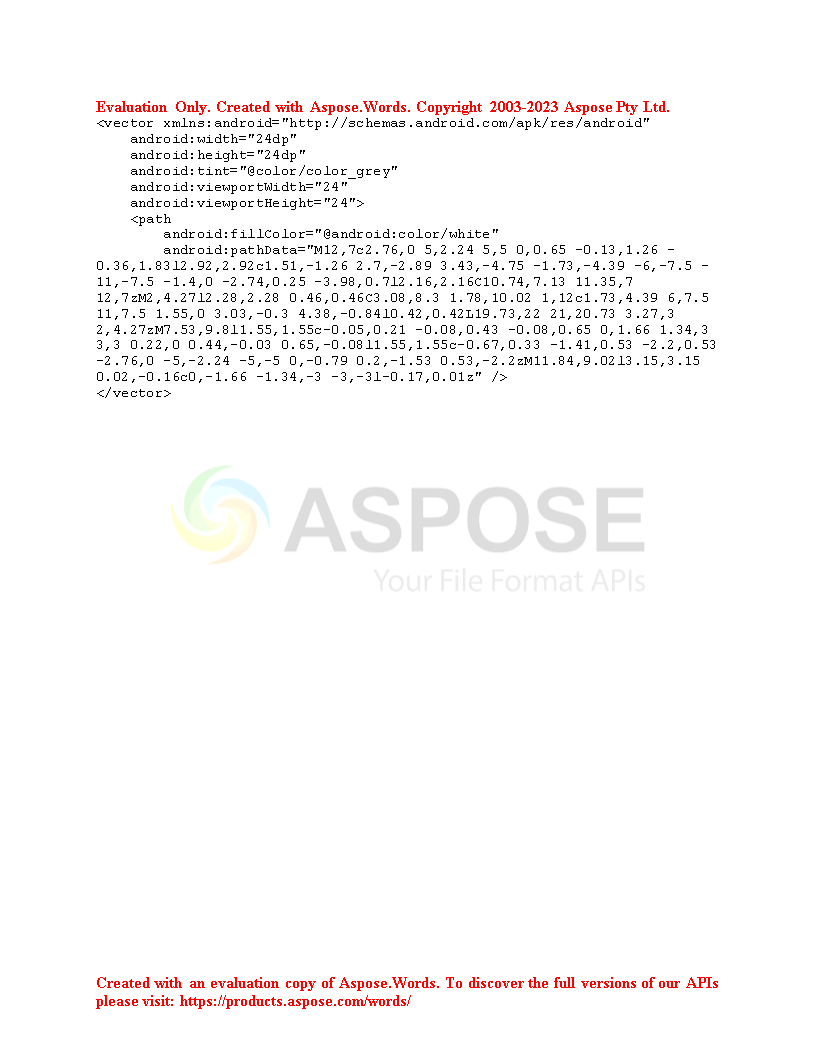 Evaluation Only. Created with Aspose.Words. Copyright 2003-2023 Aspose Pty Ltd.
<vector xmlns:android="http://schemas.android.com/apk/res/android"
    android:width="24dp"
    android:height="24dp"
    android:tint="@color/color_grey"
    android:viewportWidth="24"
    android:viewportHeight="24">
    <path
        android:fillColor="@android:color/white"
        android:pathData="M12,7c2.76,0 5,2.24 5,5 0,0.65 -0.13,1.26 -
0.36,1.83l2.92,2.92c1.51,-1.26 2.7,-2.89 3.43,-4.75 -1.73,-4.39 -6,-7.5 -
11,-7.5 -1.4,0 -2.74,0.25 -3.98,0.7l2.16,2.16C10.74,7.13 11.35,7
12,7zM2,4.27l2.28,2.28 0.46,0.46C3.08,8.3 1.78,10.02 1,12c1.73,4.39 6,7.5
11,7.5 1.55,0 3.03,-0.3 4.38,-0.84l0.42,0.42L19.73,22 21,20.73 3.27,3
2,4.27zM7.53,9.8l1.55,1.55c-0.05,0.21 -0.08,0.43 -0.08,0.65 0,1.66 1.34,3
3,3 0.22,0 0.44,-0.03 0.65,-0.08l1.55,1.55c-0.67,0.33 -1.41,0.53 -2.2,0.53
-2.76,0 -5,-2.24 -5,-5 0,-0.79 0.2,-1.53 0.53,-2.2zM11.84,9.02l3.15,3.15
0.02,-0.16c0,-1.66 -1.34,-3 -3,-3l-0.17,0.01z" />
</vector>
ASPOSE
Your File Format APIs
Created with an evaluation copy of Aspose.Words. To discover the full versions of our APIs
please visit: https://products.aspose.com/words/